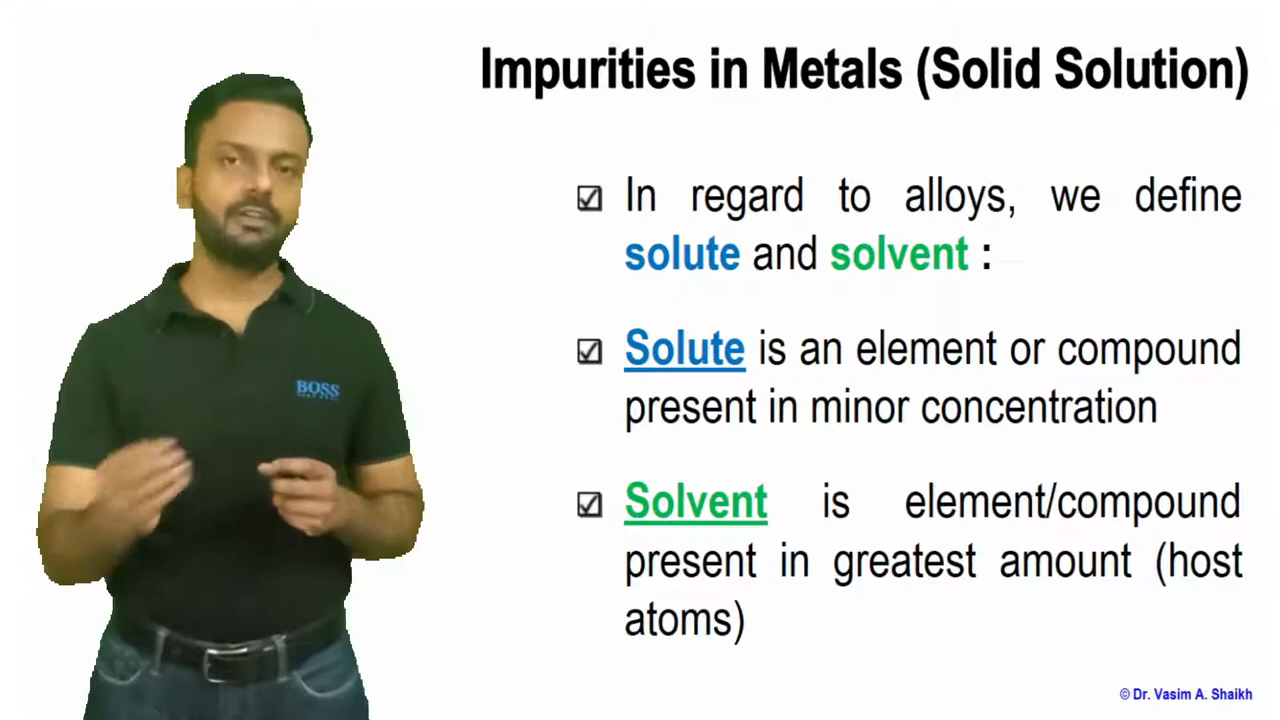 Impurities in Metals (Solid Solution)
In regard to alloys, we define
solute and solvent :
Solute is an element or compound
present in minor concentration
Solvent is element/compound
present in greatest amount (host
atoms)
BOSS
© Dr. Vasim A. Shaikh